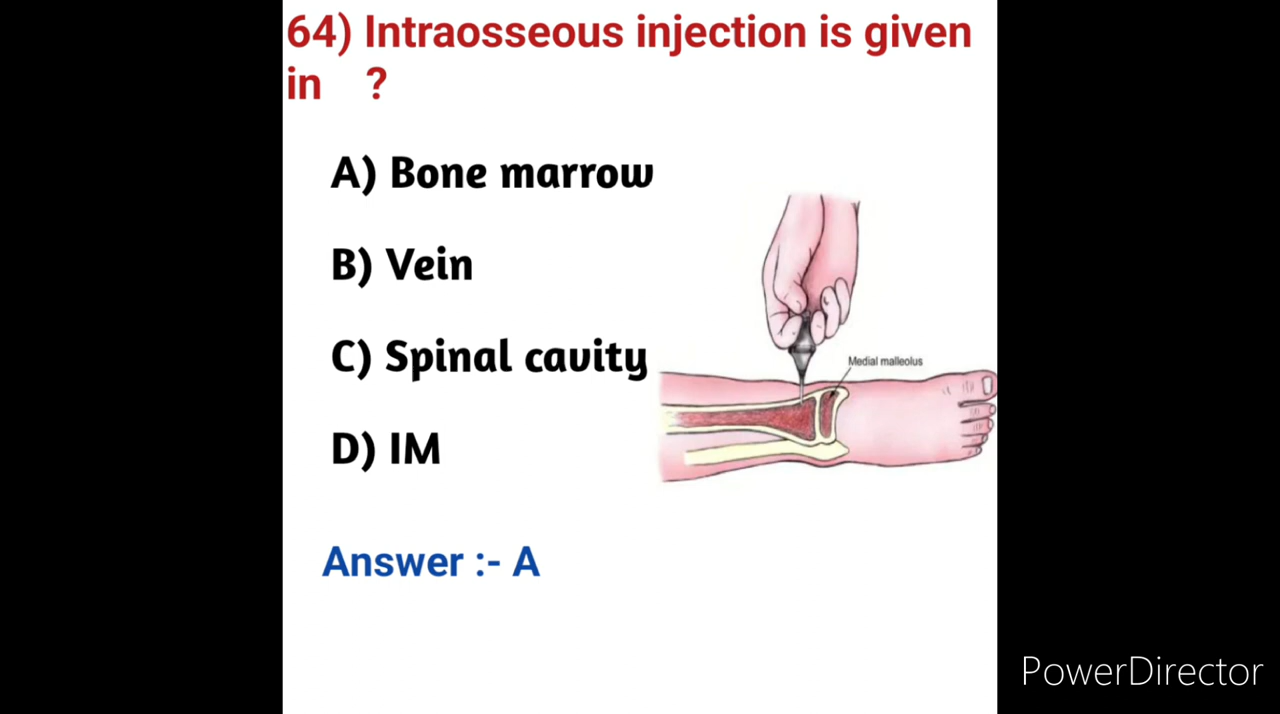 64) Intraosseous injection is given
in ?
A) Bone marrow
B) Vein
C) Spinal cavity
Medial malleolus
D) IM
Answer :- A
PowerDirector